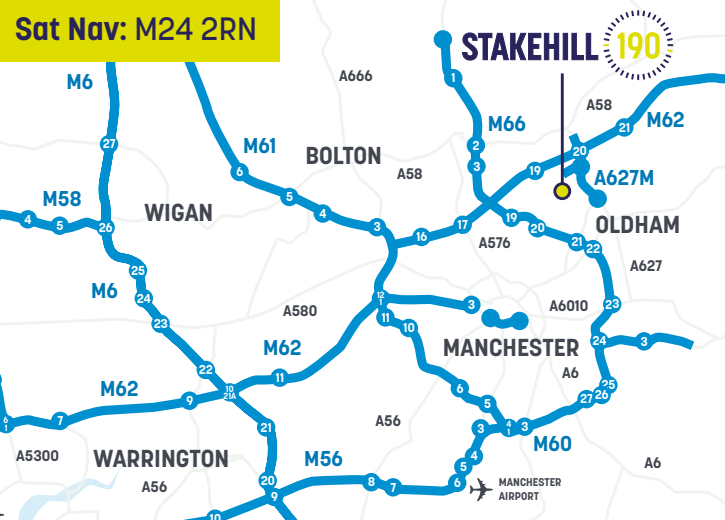 Sat Nav: M24 2RN
STAKEHILL 190
M6
A666
1
A58
M62
27
M61
M66
2
21
20
BOLTON
3
19
A58
6
A627M
M58
5
WIGAN
4
3
17
19
20
OLDHAM
4
5
26
16
A576
21
22
25
A627
M6
24
12
1
3
A6010
23
23
A580
11
10
MANCHESTER
24
3
M62
22
A6
M62
11
10
21A
6
25
9
5
27
26
6
1
7
21
A56
3
4
1
3
M60
A5300
WARRINGTON
M56
4
5
A6
A56
20
8
7
6
MANCHESTER
AIRPORT
9
10